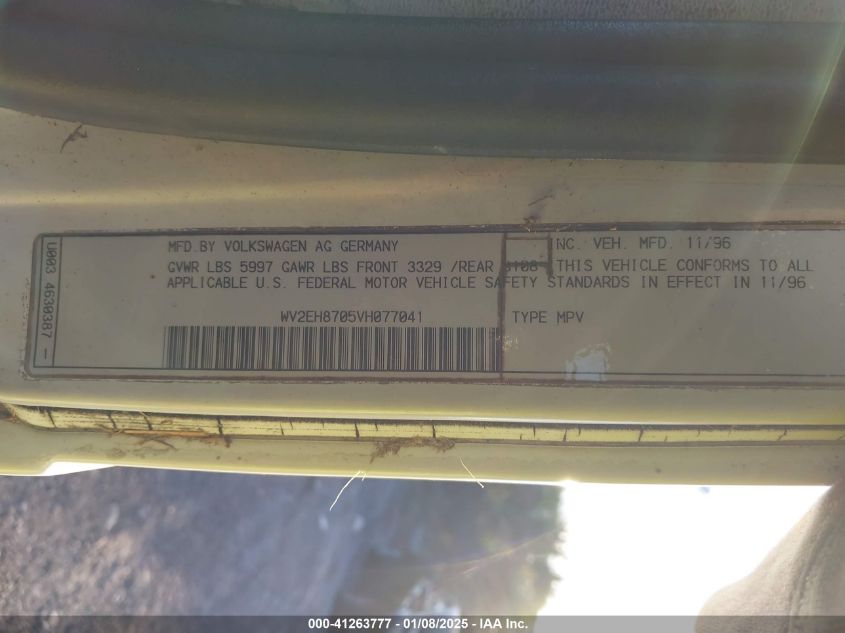 MFD.BY VOLKSWAGEN AG GERMANY NC. VEH. MFD. 11/96
GVWR LBS 5997 GAWR LBS FRONT 3329 /REAR 3108 THIS VEHICLE CONFORMS TO ALL
APPLICABLE U.S. FEDERAL MOTOR VEHICLE SAFETY STANDARDS IN EFFECT IN 11/96
WV2EH8705VH077041 TYPE MPV
U003 4630387 -
000-41263777 - 01/08/2025 - IAA Inc.